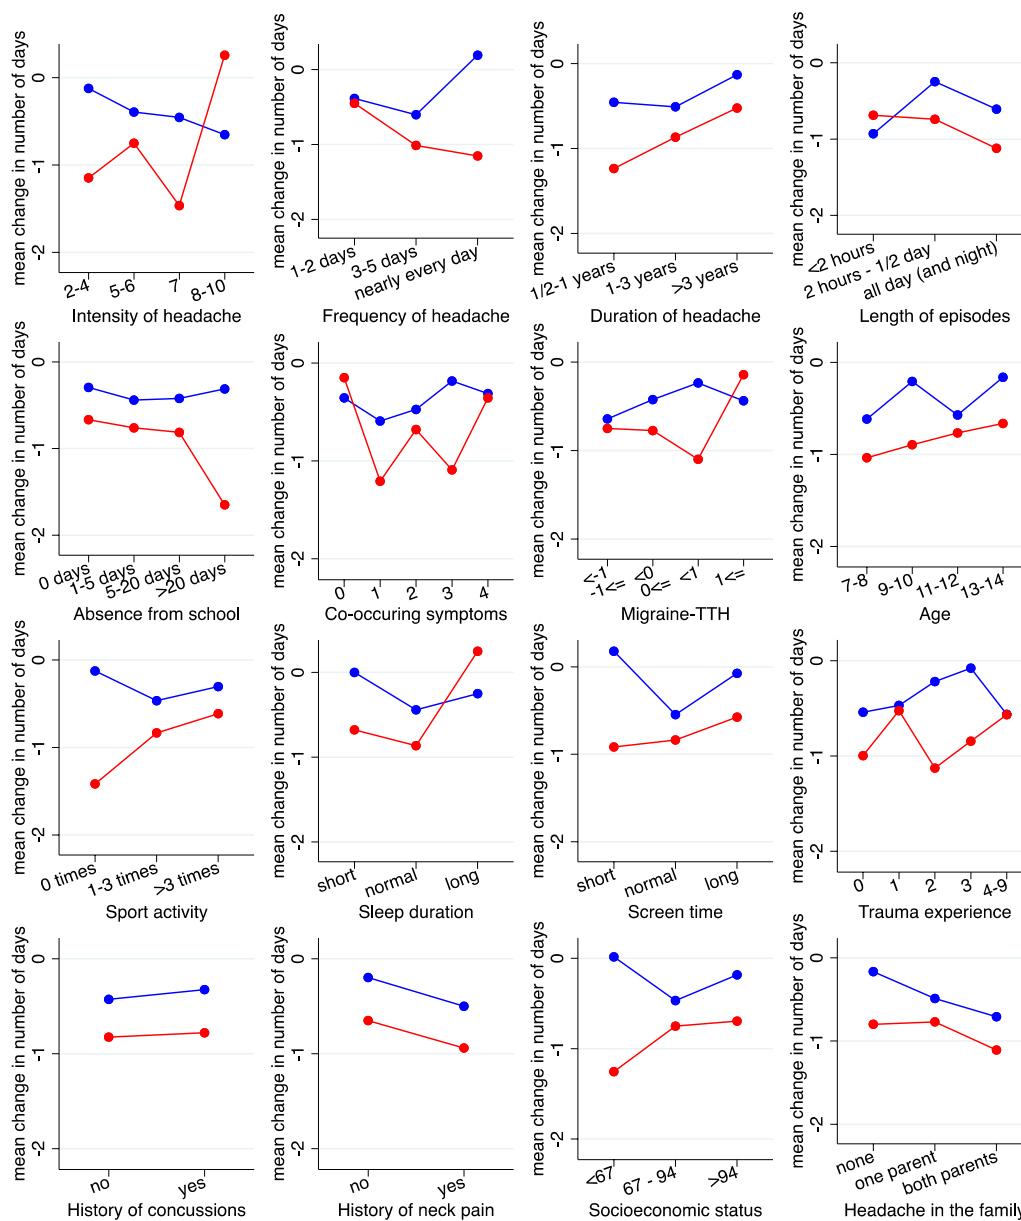 mean change in number of days
0
-1
-2
2-4
5-6
7
8-10
Intensity of headache
mean change in number of days
0
-1
-2
1-2 days
3-5 days
nearly every day
Frequency of headache
mean change in number of days
0
-1
-2
1/2-1 years
1-3 years
>3 years
Duration of headache
mean change in number of days
0
-1
-2
<2 hours
2 hours - 1/2 day
all day (and night)
Length of episodes
mean change in number of days
0
-1
-2
0 days
1-5 days
5-20 days
>20 days
Absence from school
mean change in number of days
0
-1
-2
0
1
2
3
4
Co-occuring symptoms
mean change in number of days
0
-1
-2
<-1
-1<=
<0
0<=
<1
1<=
Migraine-TTH
mean change in number of days
0
-1
-2
7-8
9-10
11-12
13-14
Age
mean change in number of days
0
-1
-2
0 times
1-3 times
>3 times
Sport activity
mean change in number of days
0
-1
-2
short
normal
long
Sleep duration
mean change in number of days
0
-1
-2
short
normal
long
Screen time
mean change in number of days
0
-1
-2
0
1
2
3
4-9
Trauma experience
mean change in number of days
0
-1
-2
no
yes
History of concussions
mean change in number of days
0
-1
-2
no
yes
History of neck pain
mean change in number of days
0
-1
-2
<67
67 - 94
>94
Socioeconomic status
mean change in number of days
0
-1
-2
none
one parent
both parents
Headache in the family